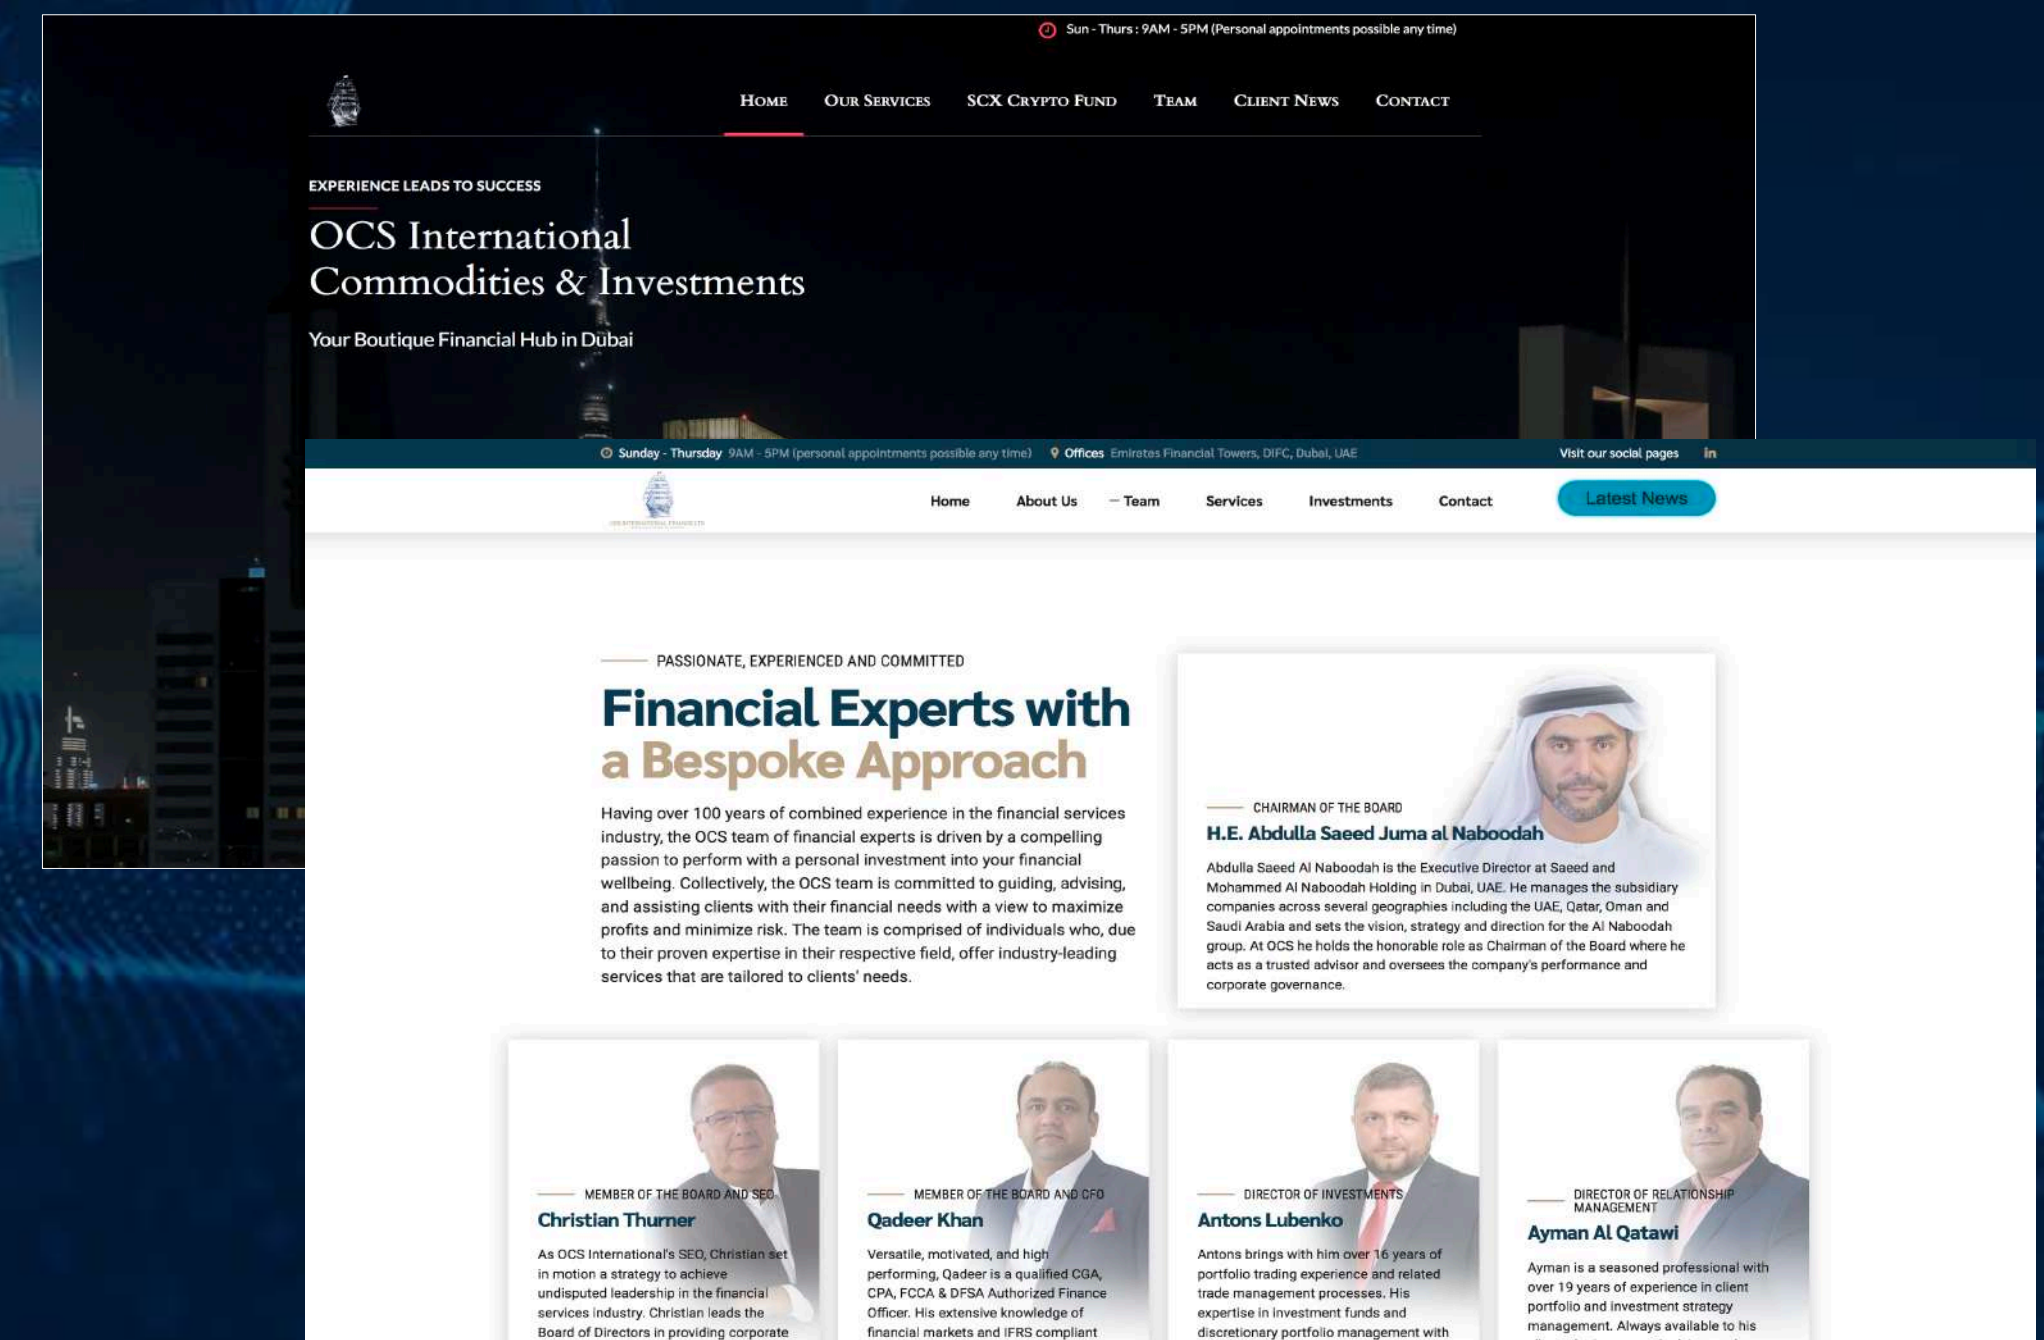 Sun - Thurs : 9AM - 5PM (Personal appointments possible any time)
HOME OUR SERVICES SCX CRYPTO FUND TEAM CLIENT NEWS CONTACT
EXPERIENCE LEADS TO SUCCESS
OCS International
Commodities & Investments
Your Boutique Financial Hub in Dubai
Sunday - Thursday 9AM - 5PM (personal appointments possible any time) Offices Emirates Financial Towers, DIFC, Dubai, UAE Visit our social pages in
OCS INTERNATIONAL FINANCE LTD
Home About Us — Team Services Investments Contact Latest News
PASSIONATE, EXPERIENCED AND COMMITTED
Financial Experts with
a Bespoke Approach
Having over 100 years of combined experience in the financial services
industry, the OCS team of financial experts is driven by a compelling
passion to perform with a personal investment into your financial
wellbeing. Collectively, the OCS team is committed to guiding, advising,
and assisting clients with their financial needs with a view to maximize
profits and minimize risk. The team is comprised of individuals who, due
to their proven expertise in their respective field, offer industry-leading
services that are tailored to clients' needs.
CHAIRMAN OF THE BOARD
H.E. Abdulla Saeed Juma al Naboodah
Abdulla Saeed Al Naboodah is the Executive Director at Saeed and
Mohammed Al Naboodah Holding in Dubai, UAE. He manages the subsidiary
companies across several geographies including the UAE, Qatar, Oman and
Saudi Arabia and sets the vision, strategy and direction for the Al Naboodah
group. At OCS he holds the honorable role as Chairman of the Board where he
acts as a trusted advisor and oversees the company's performance and
corporate governance.
MEMBER OF THE BOARD AND SEO
Christian Thurner
As OCS International's SEO, Christian set
in motion a strategy to achieve
undisputed leadership in the financial
services industry. Christian leads the
Board of Directors in providing corporate
MEMBER OF THE BOARD AND CFO
Qadeer Khan
Versatile, motivated, and high
performing, Qadeer is a qualified CGA,
CPA, FCCA & DFSA Authorized Finance
Officer. His extensive knowledge of
financial markets and IFRS compliant
DIRECTOR OF INVESTMENTS
Antons Lubenko
Antons brings with him over 16 years of
portfolio trading experience and related
trade management processes. His
expertise in investment funds and
discretionary portfolio management with
DIRECTOR OF RELATIONSHIP
MANAGEMENT
Ayman Al Qatawi
Ayman is a seasoned professional with
over 19 years of experience in client
portfolio and investment strategy
management. Always available to his